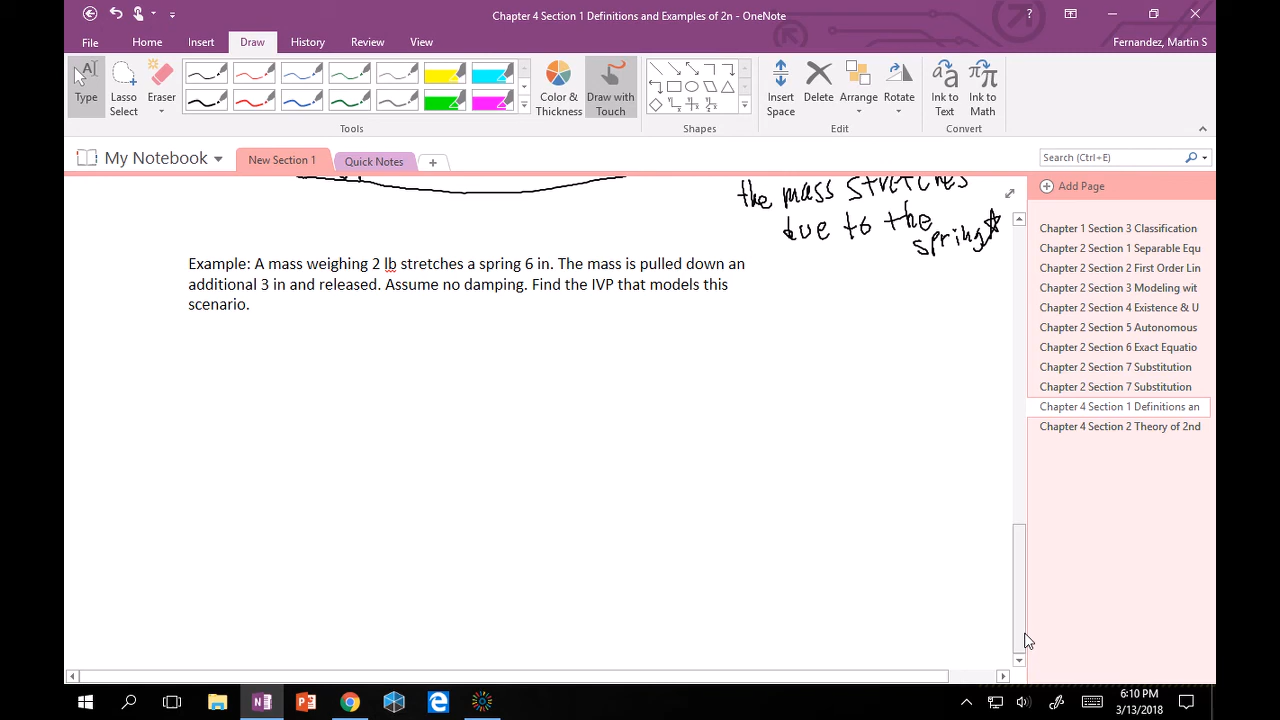 Chapter 4 Section 1 Definitions and Examples of 2n - OneNote
File Home Insert Draw History Review View
Fernandez, Martin S
Type
Lasso Select
Eraser
Color & Thickness
Draw with Touch
Insert Space
Delete
Arrange
Rotate
Ink to Text
Ink to Math
Tools
Shapes
Edit
Convert
My Notebook
New Section 1
Quick Notes
Search (Ctrl+E)
Add Page
the mass stretches
due to the
spring
Example: A mass weighing 2 lb stretches a spring 6 in. The mass is pulled down an
additional 3 in and released. Assume no damping. Find the IVP that models this
scenario.
Chapter 1 Section 3 Classification
Chapter 2 Section 1 Separable Equ
Chapter 2 Section 2 First Order Lin
Chapter 2 Section 3 Modeling wit
Chapter 2 Section 4 Existence & U
Chapter 2 Section 5 Autonomous
Chapter 2 Section 6 Exact Equatio
Chapter 2 Section 7 Substitution
Chapter 2 Section 7 Substitution
Chapter 4 Section 1 Definitions an
Chapter 4 Section 2 Theory of 2nd
6:10 PM
3/13/2018